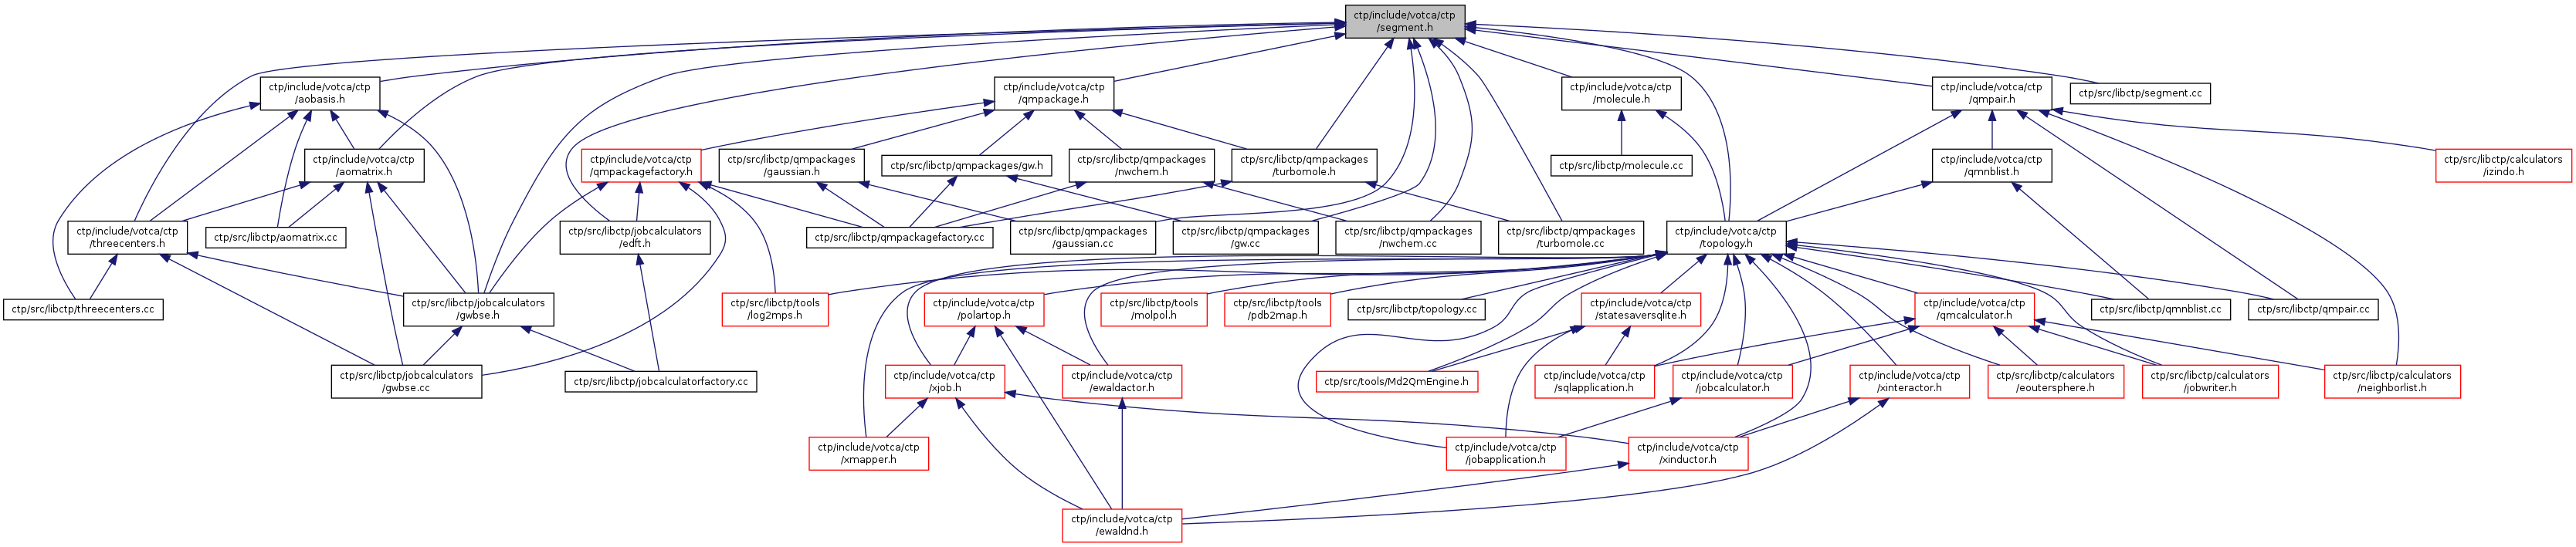 ctp/include/votca/ctp
/segment.h
ctp/include/votca/ctp
/aobasis.h
ctp/include/votca/ctp
/qmpackage.h
ctp/include/votca/ctp
/molecule.h
ctp/include/votca/ctp
/qmpair.h
ctp/src/libctp/segment.cc
ctp/include/votca/ctp
/aomatrix.h
ctp/include/votca/ctp
/qmpackagefactory.h
ctp/src/libctp/qmpackages
/gaussian.h
ctp/src/libctp/qmpackages/gw.h
ctp/src/libctp/qmpackages
/nwchem.h
ctp/src/libctp/qmpackages
/turbomole.h
ctp/src/libctp/molecule.cc
ctp/include/votca/ctp
/qmnblist.h
ctp/src/libctp/calculators
/izindo.h
ctp/include/votca/ctp
/threecenters.h
ctp/src/libctp/aomatrix.cc
ctp/src/libctp/jobcalculators
/edft.h
ctp/src/libctp/qmpackagefactory.cc
ctp/src/libctp/qmpackages
/gaussian.cc
ctp/src/libctp/qmpackages
/gw.cc
ctp/src/libctp/qmpackages
/nwchem.cc
ctp/src/libctp/qmpackages
/turbomole.cc
ctp/include/votca/ctp
/topology.h
ctp/src/libctp/threecenters.cc
ctp/src/libctp/jobcalculators
/gwbse.h
ctp/src/libctp/tools
/log2mps.h
ctp/include/votca/ctp
/polartop.h
ctp/src/libctp/tools
/molpol.h
ctp/src/libctp/tools
/pdb2map.h
ctp/src/libctp/topology.cc
ctp/include/votca/ctp
/statesaversqlite.h
ctp/include/votca/ctp
/qmcalculator.h
ctp/src/libctp/qmnblist.cc
ctp/src/libctp/qmpair.cc
ctp/src/libctp/jobcalculators
/gwbse.cc
ctp/src/libctp/jobcalculatorfactory.cc
ctp/include/votca/ctp
/xjob.h
ctp/include/votca/ctp
/ewaldactor.h
ctp/src/tools/Md2QmEngine.h
ctp/include/votca/ctp
/sqlapplication.h
ctp/include/votca/ctp
/jobcalculator.h
ctp/include/votca/ctp
/xinteractor.h
ctp/src/libctp/calculators
/eoutersphere.h
ctp/src/libctp/calculators
/jobwriter.h
ctp/src/libctp/calculators
/neighborlist.h
ctp/include/votca/ctp
/xmapper.h
ctp/include/votca/ctp
/jobapplication.h
ctp/include/votca/ctp
/xinductor.h
ctp/include/votca/ctp
/ewaldnd.h